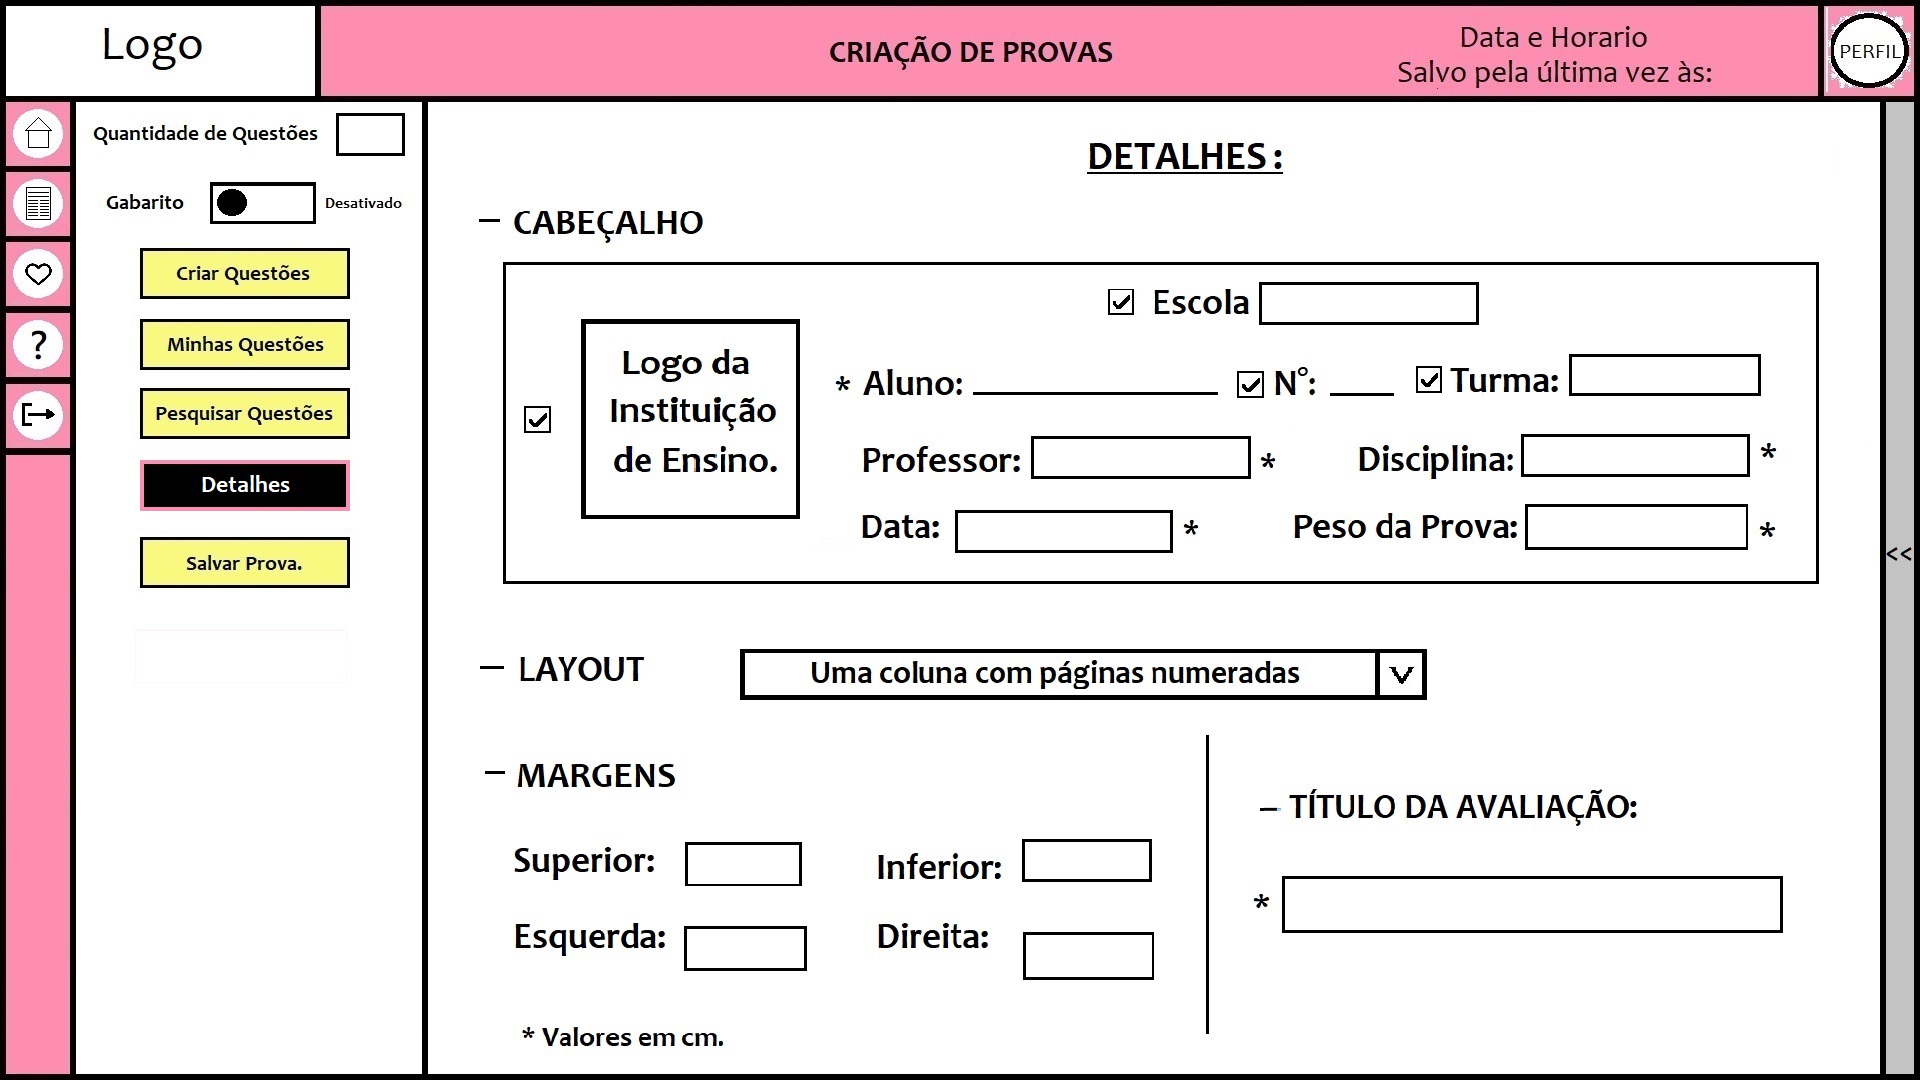 Logo
CRIAÇÃO DE PROVAS
Data e Horario
Salvo pela última vez às:
PERFIL
Quantidade de Questões
Gabarito
Desativado
Criar Questões
Minhas Questões
?
Pesquisar Questões
Detalhes
Salvar Prova.
DETALHES:
— CABEÇALHO
Escola
Logo da
Instituição
de Ensino.
* Aluno: ____________ N°: ___ Turma:
Professor: *
Disciplina: *
Data: *
Peso da Prova: *
<<
— LAYOUT
Uma coluna com páginas numeradas
V
— MARGENS
Superior:
Inferior:
Esquerda:
Direita:
* Valores em cm.
– TÍTULO DA AVALIAÇÃO:
*